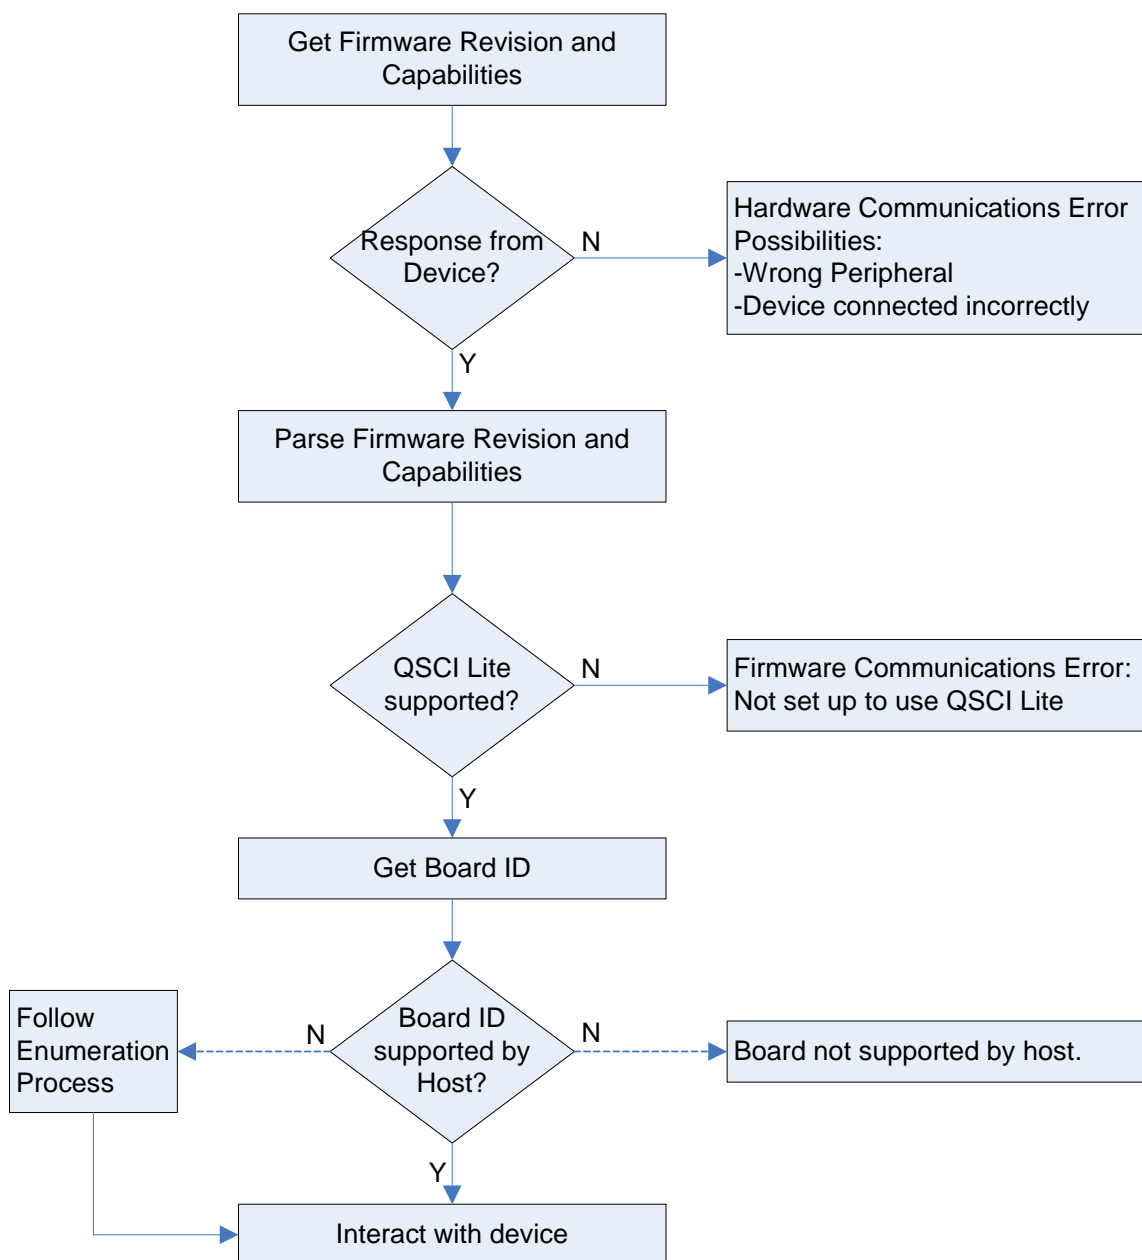 Get Firmware Revision and
Capabilities
Response from
Device?
N
Hardware Communications Error
Possibilities:
-Wrong Peripheral
-Device connected incorrectly
Y
Parse Firmware Revision and
Capabilities
QSCI Lite
supported?
N
Firmware Communications Error:
Not set up to use QSCI Lite
Y
Get Board ID
Follow
Enumeration
Process
N
Board ID
supported by
Host?
N
Board not supported by host.
Y
Interact with device